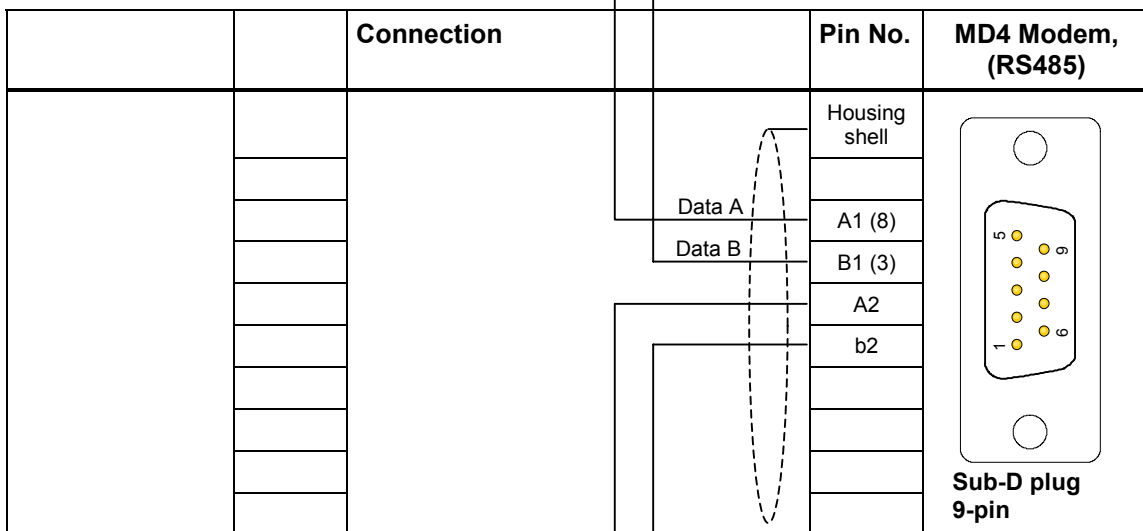 Connection
Pin No.
MD4 Modem,
(RS485)
Housing
shell
Data A
A1 (8)
Data B
B1 (3)
A2
b2
5
9
1
6
Sub-D plug
9-pin